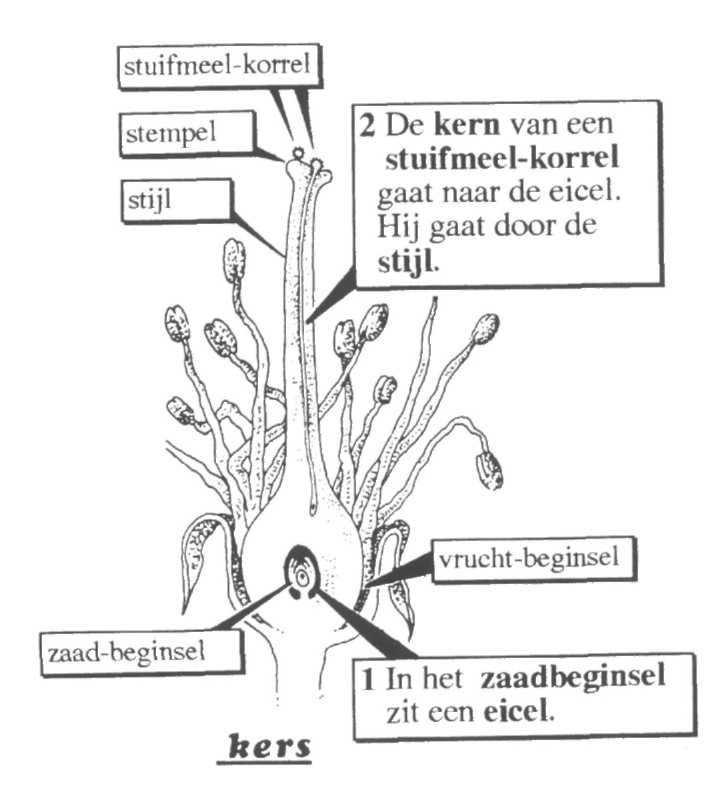 stuifmeel-korrel
stempel
stijl
2 De kern van een
stuifmeel-korrel
gaat naar de eicel.
Hij gaat door de
stijl.
vrucht-beginsel
zaad-beginsel
1 In het zaadbeginsel
zit een eicel.
kers